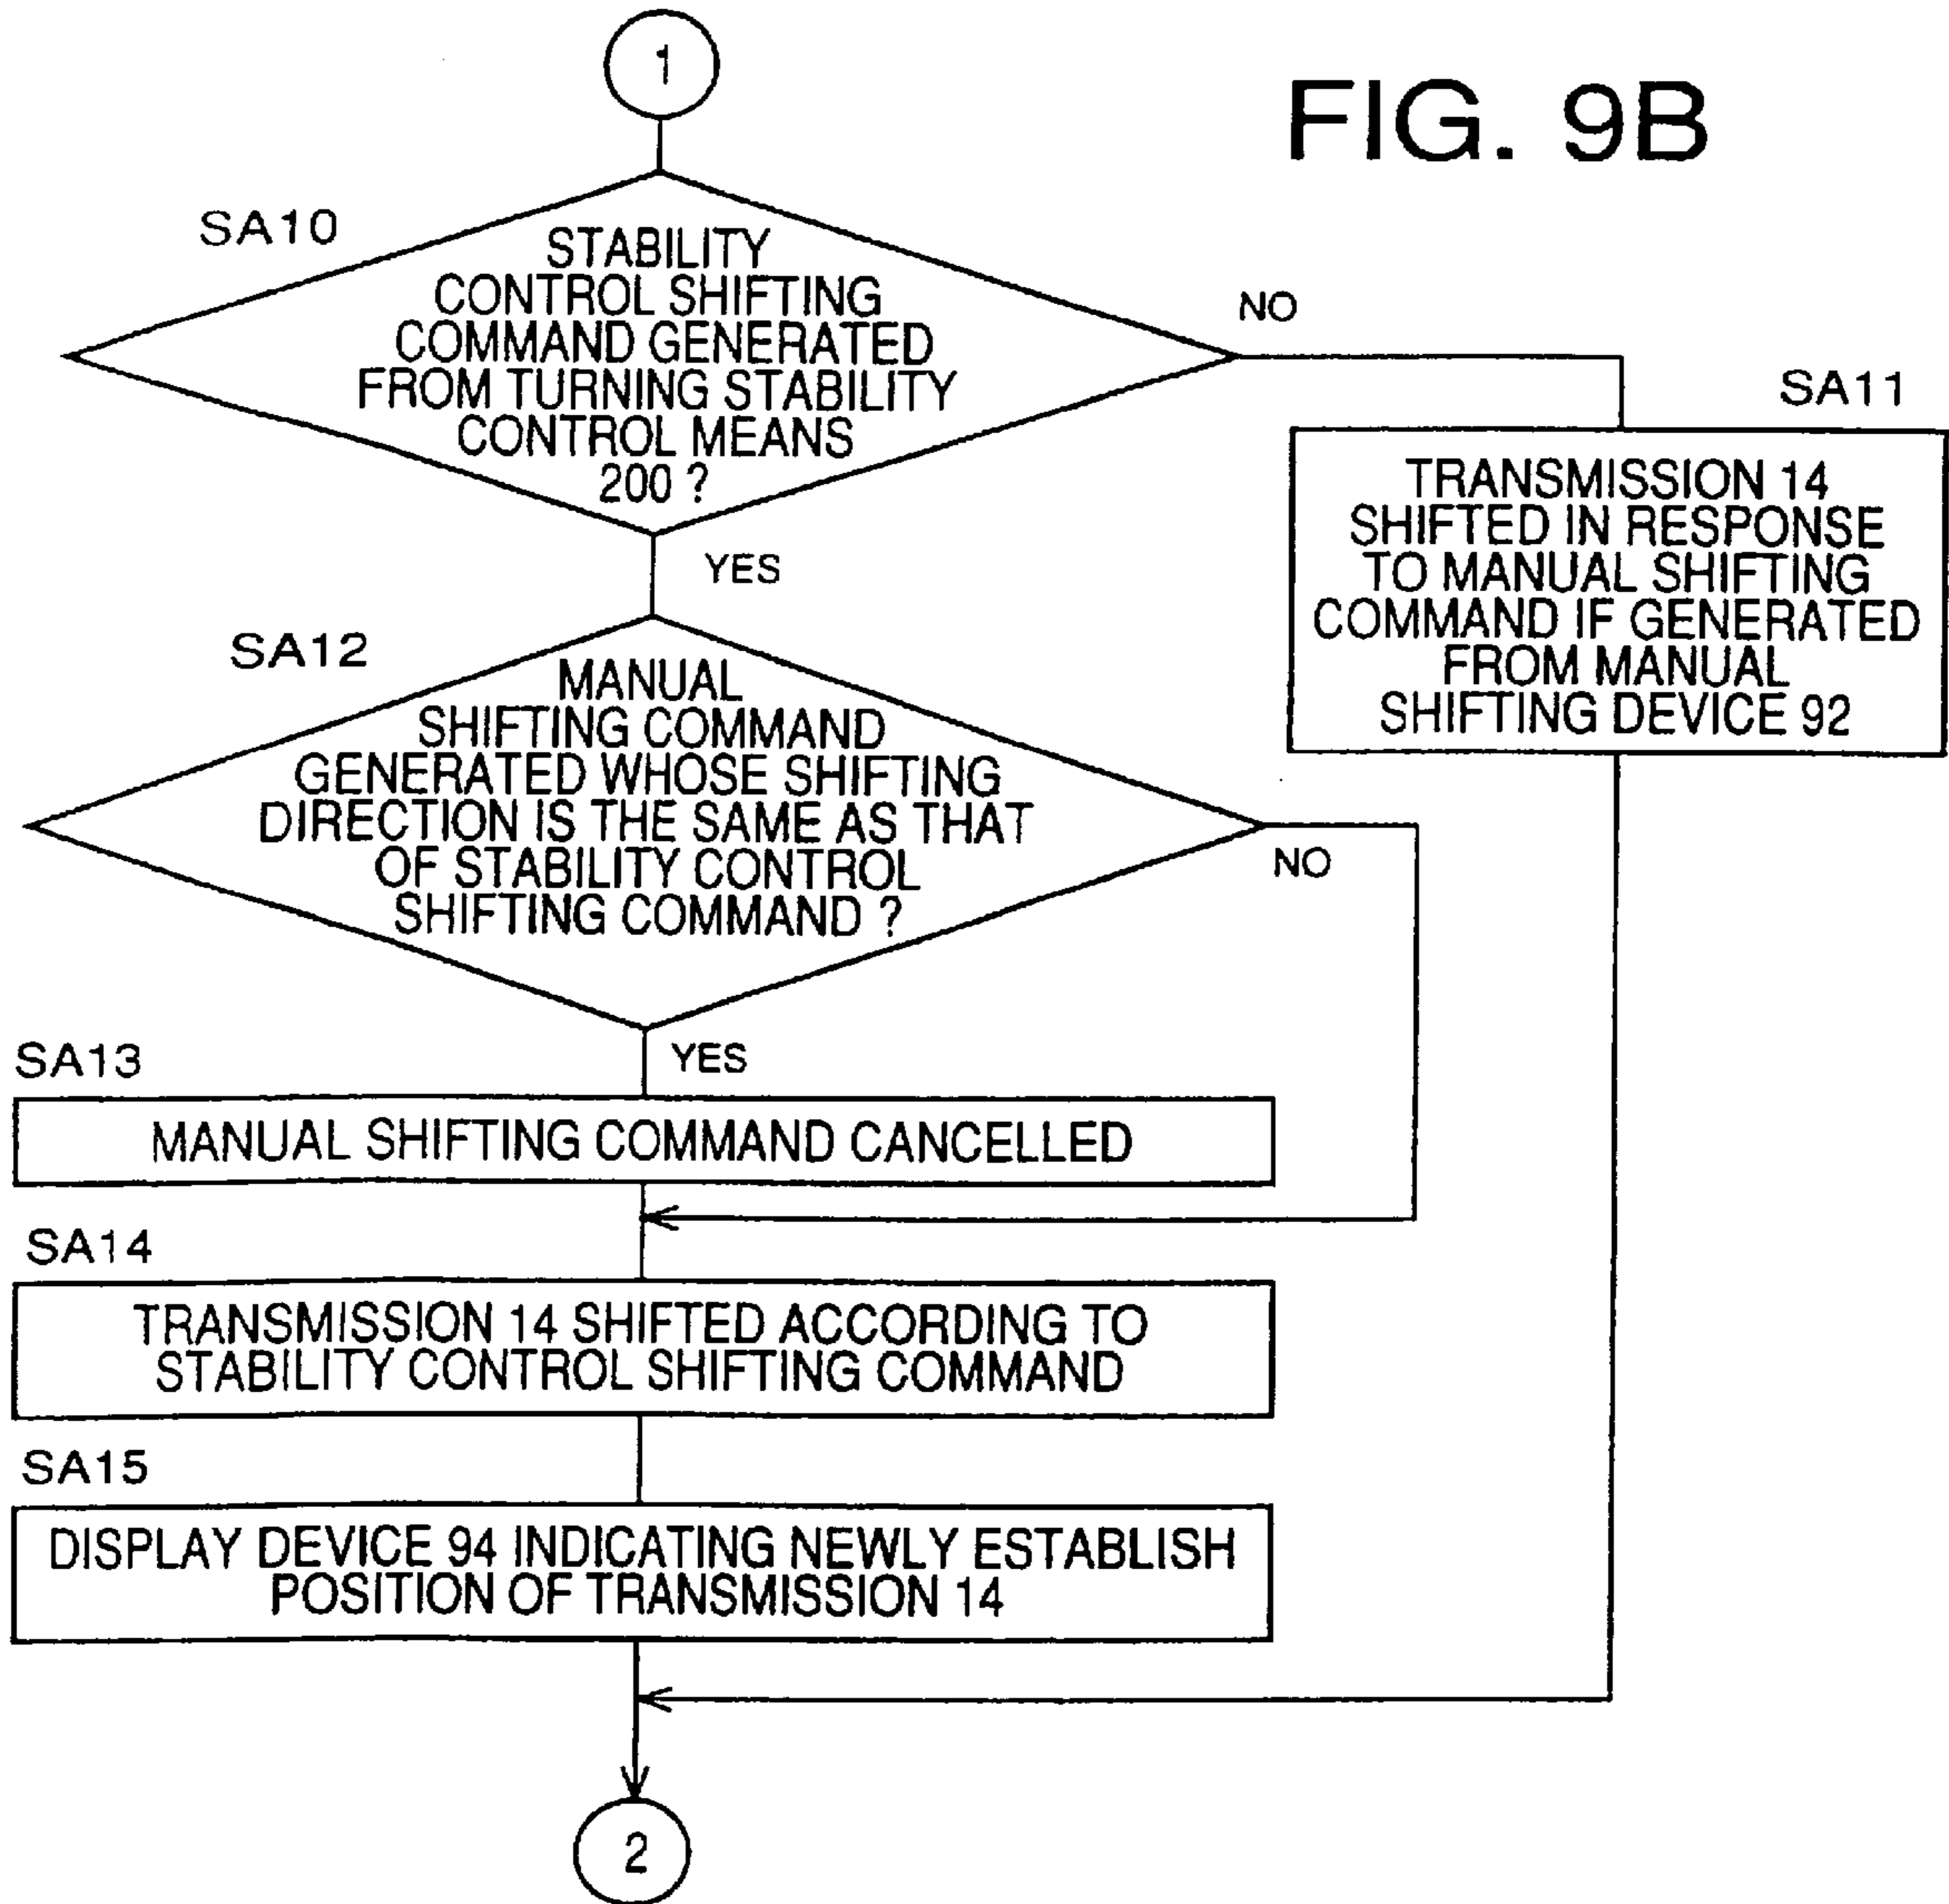 1
FIG. 9B
SA10
STABILITY
CONTROL SHIFTING
COMMAND GENERATED
FROM TURNING STABILITY
CONTROL MEANS
200 ?
NO
YES
SA11
TRANSMISSION 14
SHIFTED IN RESPONSE
TO MANUAL SHIFTING
COMMAND IF GENERATED
FROM MANUAL
SHIFTING DEVICE 92
SA12
MANUAL
SHIFTING COMMAND
GENERATED WHOSE SHIFTING
DIRECTION IS THE SAME AS THAT
OF STABILITY CONTROL
SHIFTING COMMAND ?
NO
YES
SA13
MANUAL SHIFTING COMMAND CANCELLED
SA14
TRANSMISSION 14 SHIFTED ACCORDING TO
STABILITY CONTROL SHIFTING COMMAND
SA15
DISPLAY DEVICE 94 INDICATING NEWLY ESTABLISH
POSITION OF TRANSMISSION 14
2